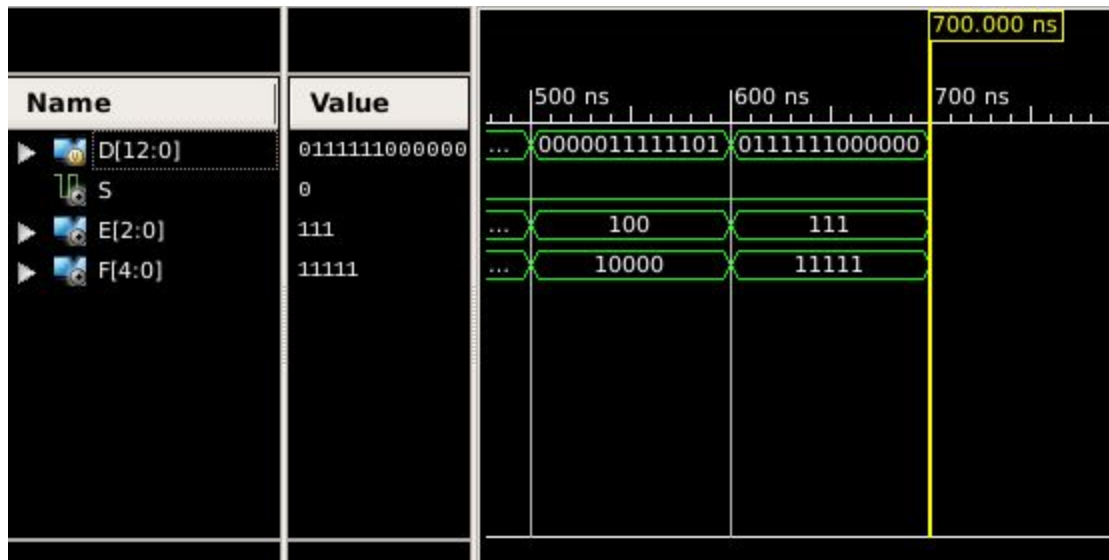 700.000 ns
Name Value 500 ns 600 ns 700 ns
D[12:0] 0111111000000 ... 0000011111101 0111111000000
S 0
E[2:0] 111 ... 100 111
F[4:0] 11111 ... 10000 11111